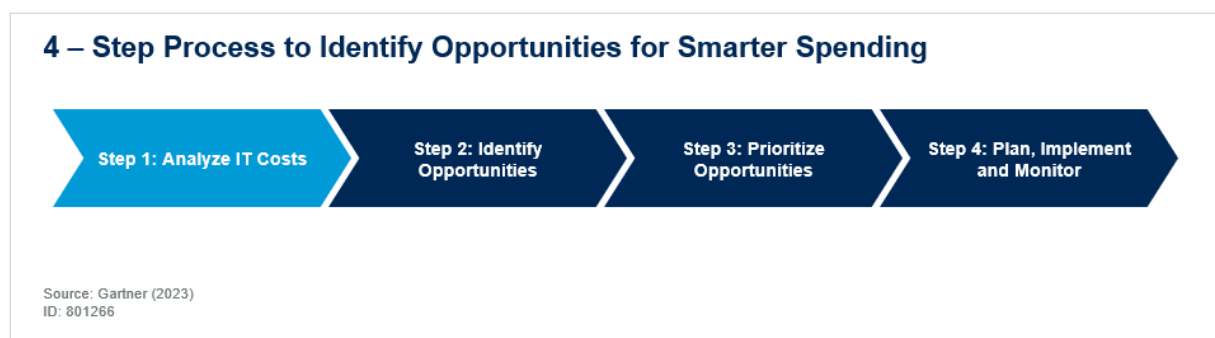 4 – Step Process to Identify Opportunities for Smarter Spending
Step 1: Analyze IT Costs
Step 2: Identify
Opportunities
Step 3: Prioritize
Opportunities
Step 4: Plan, Implement
and Monitor
Source: Gartner (2023)
ID: 801266